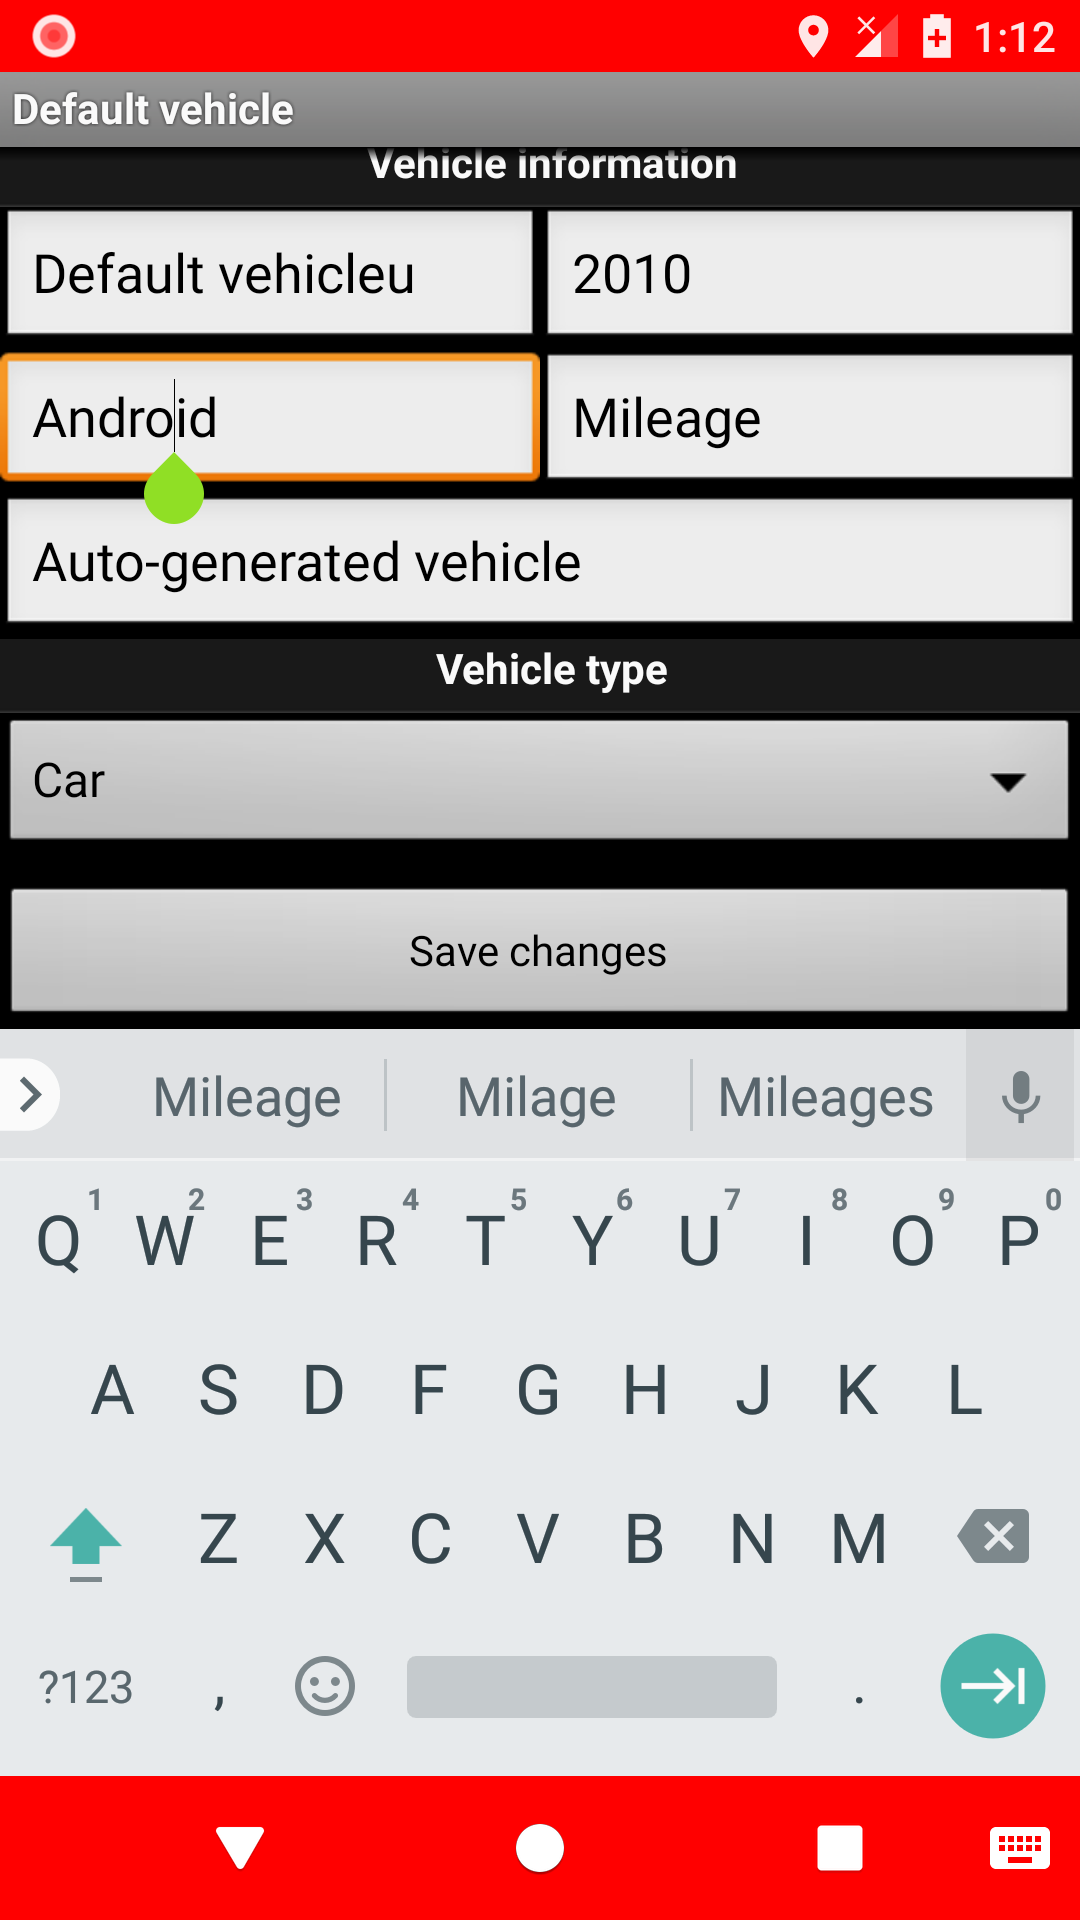 1:12
Default vehicle
Vehicle information
Default vehicleu 2010
Android Mileage
Auto-generated vehicle
Vehicle type
Car
Save changes
Mileage Milage Mileages
1 2 3 4 5 6 7 8 9 0
Q W E R T Y U I O P
A S D F G H J K L
Z X C V B N M
?123 , .